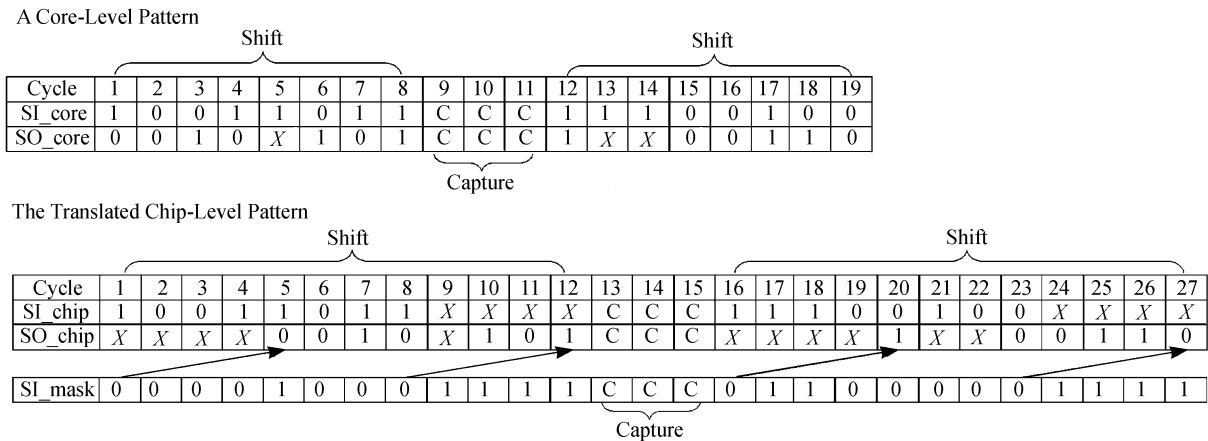 A Core-Level Pattern
Shift Shift
Cycle 1 2 3 4 5 6 7 8 9 10 11 12 13 14 15 16 17 18 19
SI_core 1 0 0 1 1 0 1 1 C C C 1 1 1 0 0 1 0 0
SO_core 0 0 1 0 X 1 0 1 C C C 1 X X 0 0 1 1 0
Capture
The Translated Chip-Level Pattern
Shift Shift
Cycle 1 2 3 4 5 6 7 8 9 10 11 12 13 14 15 16 17 18 19 20 21 22 23 24 25 26 27
SI_chip 1 0 0 1 1 0 1 1 X X X X C C C 1 1 1 0 0 1 0 0 X X X X
SO_chip X X X X 0 0 1 0 X 1 0 1 C C C X X X X 1 X X 0 0 1 1 0
SI_mask 0 0 0 0 1 0 0 0 1 1 1 1 C C C 0 1 1 0 0 0 0 0 1 1 1 1
Capture